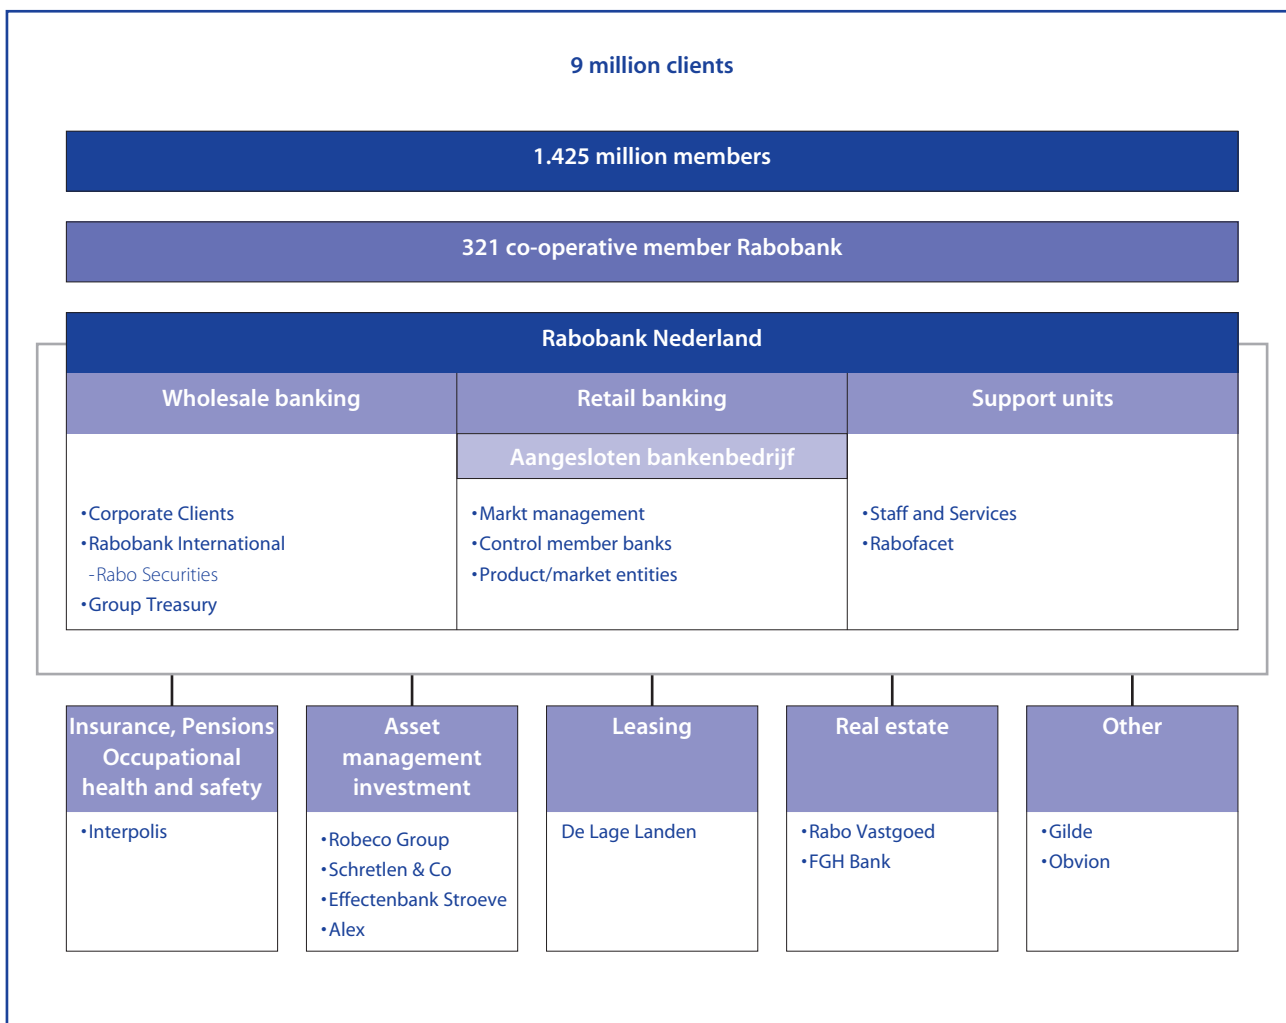 9 million clients
1.425 million members
321 co-operative member Rabobank
Rabobank Nederland
Wholesale banking
Retail banking
Support units
Aangesloten bankenbedrijf
•Corporate Clients
•Rabobank International
-Rabo Securities
•Group Treasury
•Markt management
•Control member banks
•Product/market entities
•Staff and Services
•Rabofacet
Insurance, Pensions
Occupational
health and safety
•Interpolis
Asset
management
investment
•Robeco Group
•Schretlen & Co
•Effectenbank Stroeve
•Alex
Leasing
De Lage Landen
Real estate
•Rabo Vastgoed
•FGH Bank
Other
•Gilde
•Obvion